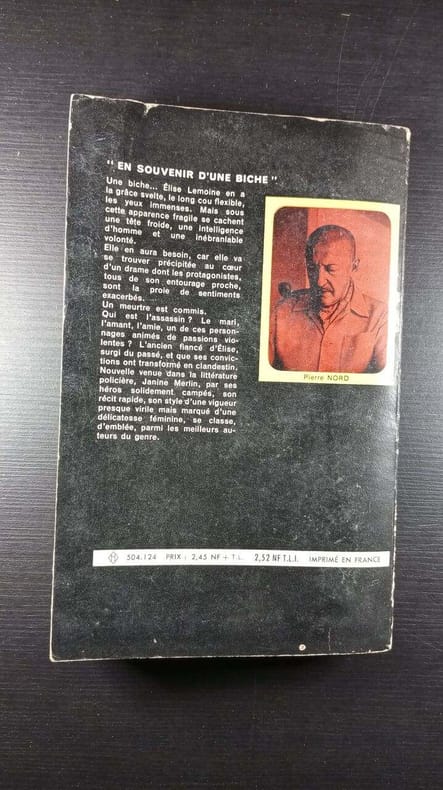 " EN SOUVENIR D'UNE BICHE "
Une biche... Élise Lemoine en a
la grâce svelte, le long cou flexible,
les yeux immenses. Mais sous
cette apparence fragile se cachent
une tête froide, une intelligence
d'homme et une inébranlable
volonté.
Elle en aura besoin, car elle va
se trouver précipitée au cœur
d'un drame dont les protagonistes,
tous de son entourage proche,
sont la proie de sentiments
exacerbés.
Un meurtre est commis.
Qui est l'assassin ? Le mari,
l'amant, l'amie, un de ces person-
nages animés de passions vio-
lentes ? L'ancien fiancé d'Élise,
surgi du passé, et que ses convic-
tions ont transformé en clandestin.
Nouvelle venue dans la littérature
policière, Janine Merlin, par ses
héros solidement campés, son
récit rapide, son style d'une vigueur
presque virile mais marqué d'une
délicatesse féminine, se classe,
d'emblée, parmi les meilleurs au-
teurs du genre.
Pierre NORD
H 504.124 PRIX : 2,45 NF + T.L. 2,52 NF T.L.I. IMPRIMÉ EN FRANCE